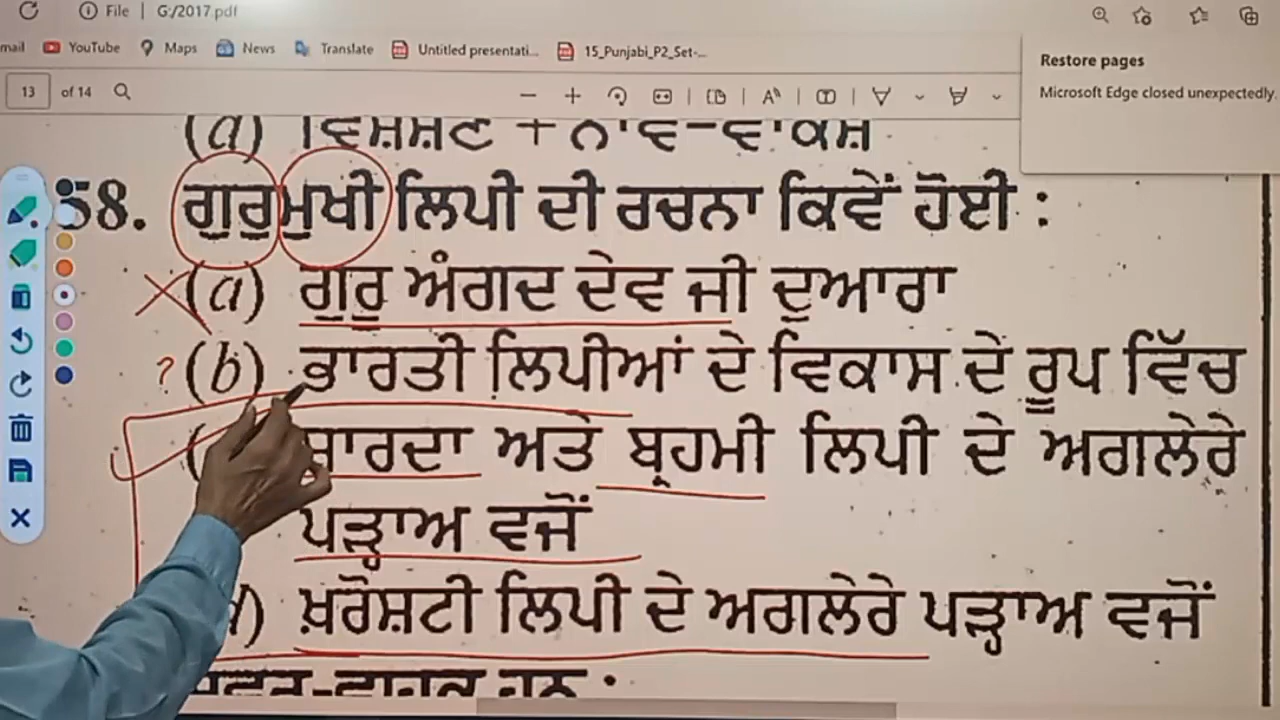 File | G:/2017.pdf
mail YouTube Maps News Translate Untitled presentati... 15_Punjabi_P2_Set-...
Restore pages
Microsoft Edge closed unexpectedly.
13 of 14
(d) ਵਿਸ਼ੇਸ਼ਣ + ਨਾਂਵ-ਵਾਕੰਸ਼
58. ਗੁਰੁਮੁਖੀ ਲਿਪੀ ਦੀ ਰਚਨਾ ਕਿਵੇਂ ਹੋਈ :
(a) ਗੁਰੁ ਅੰਗਦ ਦੇਵ ਜੀ ਦੁਆਰਾ
? (b) ਭਾਰਤੀ ਲਿਪੀਆਂ ਦੇ ਵਿਕਾਸ ਦੇ ਰੂਪ ਵਿੱਚ
ਸ਼ਾਰਦਾ ਅਤੇ ਬ੍ਰਹਮੀ ਲਿਪੀ ਦੇ ਅਗਲੇਰੇ
ਪੜ੍ਹਾਅ ਵਜੋਂ
(d) ਖ਼ਰੋਸ਼ਟੀ ਲਿਪੀ ਦੇ ਅਗਲੇਰੇ ਪੜ੍ਹਾਅ ਵਜੋਂ